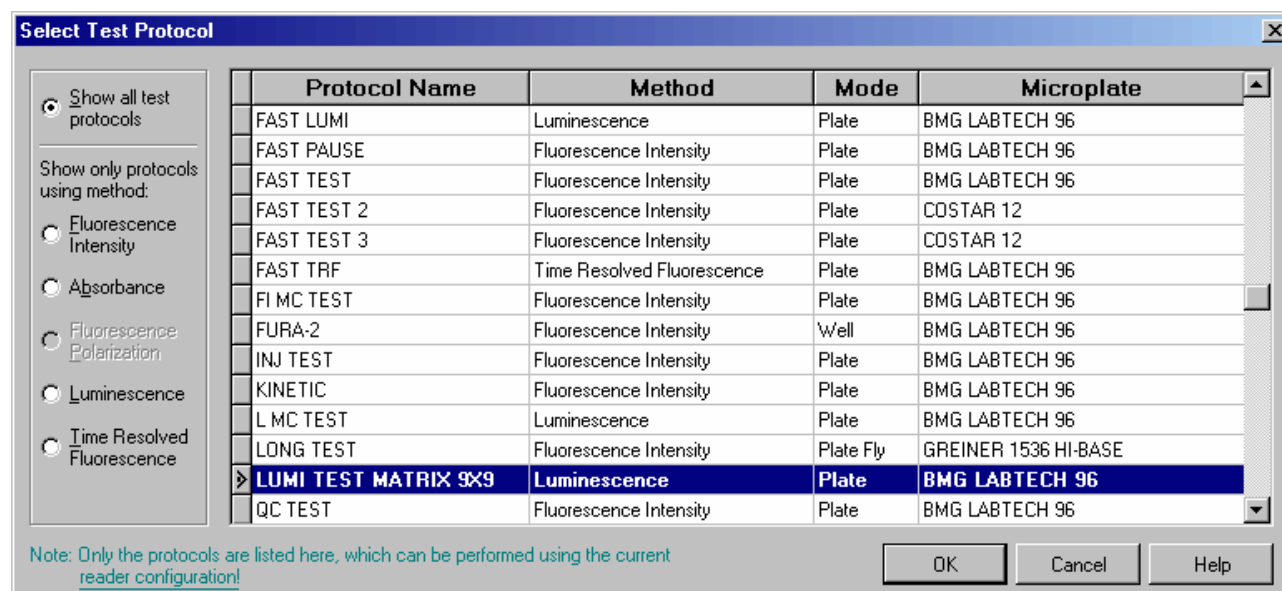 Select Test Protocol
Show all test
protocols
Show only protocols
using method:
Fluorescence
Intensity
Absorbance
Fluorescence
Polarization
Luminescence
Time Resolved
Fluorescence
Protocol Name Method Mode Microplate
FAST LUMI Luminescence Plate BMG LABTECH 96
FAST PAUSE Fluorescence Intensity Plate BMG LABTECH 96
FAST TEST Fluorescence Intensity Plate BMG LABTECH 96
FAST TEST 2 Fluorescence Intensity Plate COSTAR 12
FAST TEST 3 Fluorescence Intensity Plate COSTAR 12
FAST TRF Time Resolved Fluorescence Plate BMG LABTECH 96
FI MC TEST Fluorescence Intensity Plate BMG LABTECH 96
FURA-2 Fluorescence Intensity Well BMG LABTECH 96
INJ TEST Fluorescence Intensity Plate BMG LABTECH 96
KINETIC Fluorescence Intensity Plate BMG LABTECH 96
L MC TEST Luminescence Plate BMG LABTECH 96
LONG TEST Fluorescence Intensity Plate Fly GREINER 1536 HI-BASE
LUMI TEST MATRIX 9X9 Luminescence Plate BMG LABTECH 96
QC TEST Fluorescence Intensity Plate BMG LABTECH 96
Note: Only the protocols are listed here, which can be performed using the current
reader configuration!
OK Cancel Help